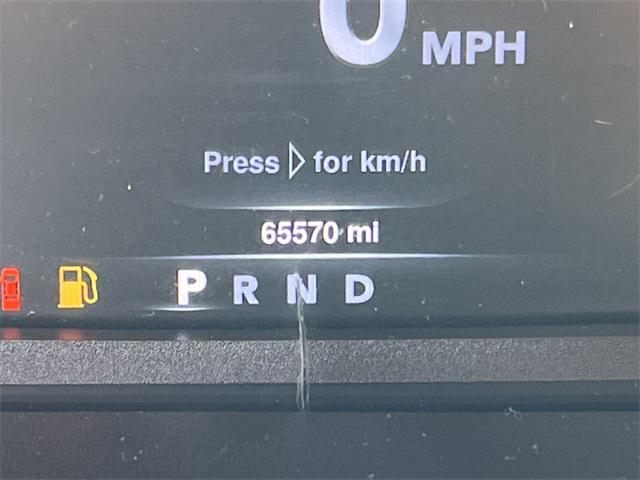 0 MPH
Press ▷ for km/h
65570 mi
P R N D